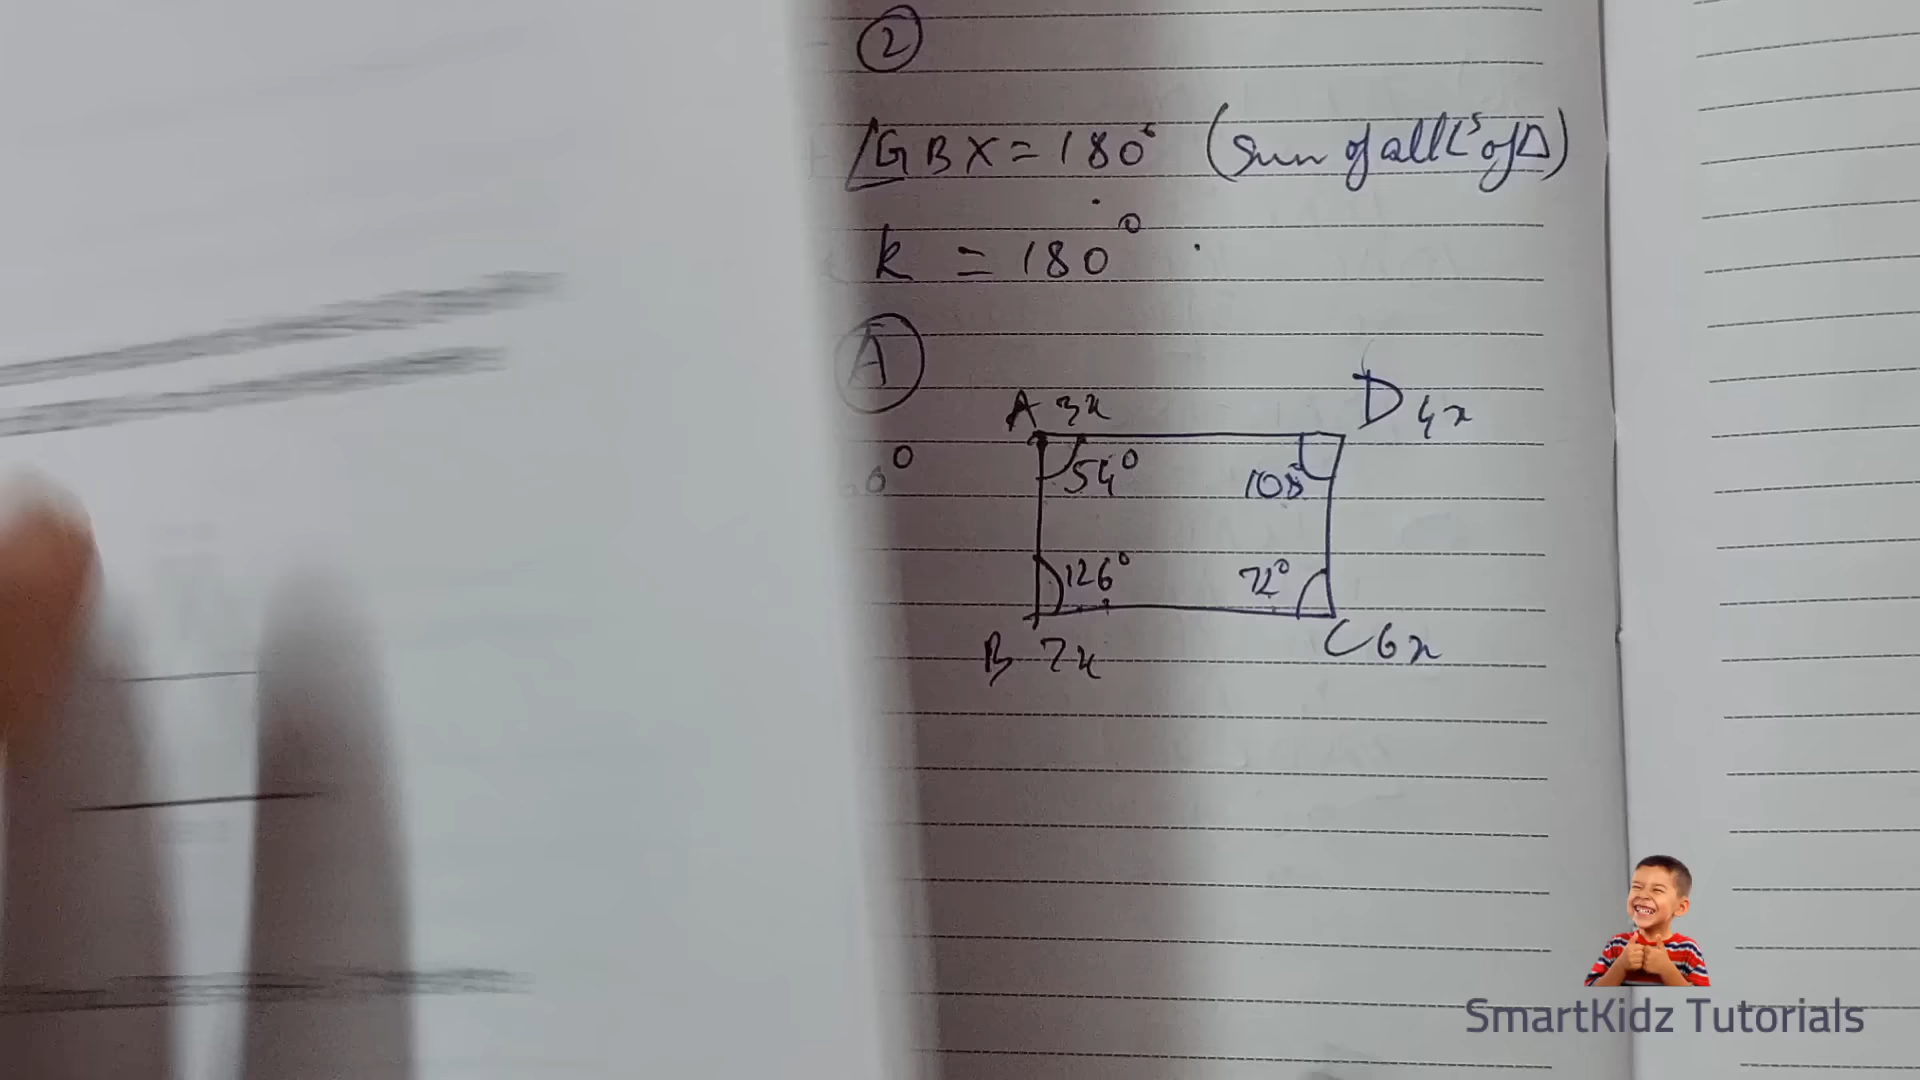 2
∠GBX=180° (Sum of all∠s of Δ)
k = 180°
A
A 3x
D 4x
54°
108
126°
72°
B 7x
C 6x
SmartKidz Tutorials